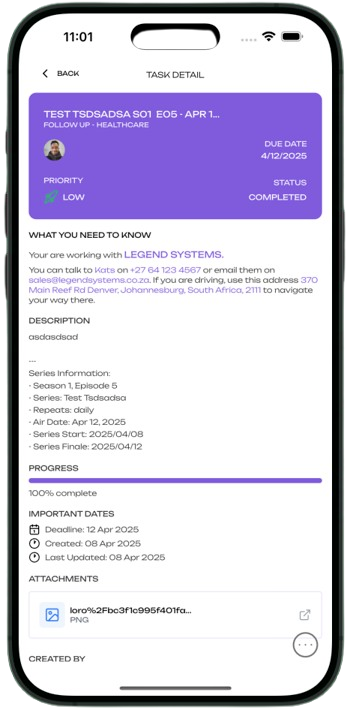 11:01
BACK
TASK DETAIL
TEST TSDSADSA S01 E05 - APR 1...
FOLLOW UP - HEALTHCARE
DUE DATE
4/12/2025
PRIORITY
STATUS
LOW
COMPLETED
WHAT YOU NEED TO KNOW
You are working with LEGEND SYSTEMS.
You can talk to Kats on +27 64 123 4567 or email them on
sales@legendsystems.co.za. If you are driving, use this address 370
Main Reef Rd Denver, Johannesburg, South Africa, 2111 to navigate
your way there.
DESCRIPTION
asdasdsad
---
Series Information:
- Season 1, Episode 5
- Series: Test Tsdsadsa
- Repeats: daily
- Air Date: Apr 12, 2025
- Series Start: 2025/04/08
- Series Finale: 2025/04/12
PROGRESS
100% complete
IMPORTANT DATES
Deadline: 12 Apr 2025
Created: 08 Apr 2025
Last Updated: 08 Apr 2025
ATTACHMENTS
loro%2Fbc3f1c995f401fa...
PNG
CREATED BY